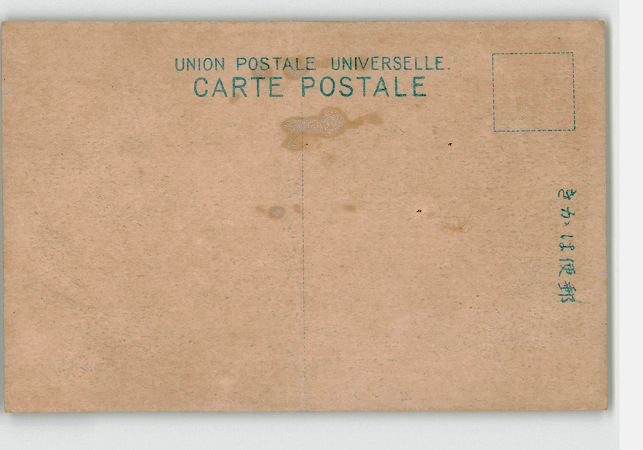 UNION POSTALE UNIVERSELLE.
CARTE POSTALE
きかは便郵